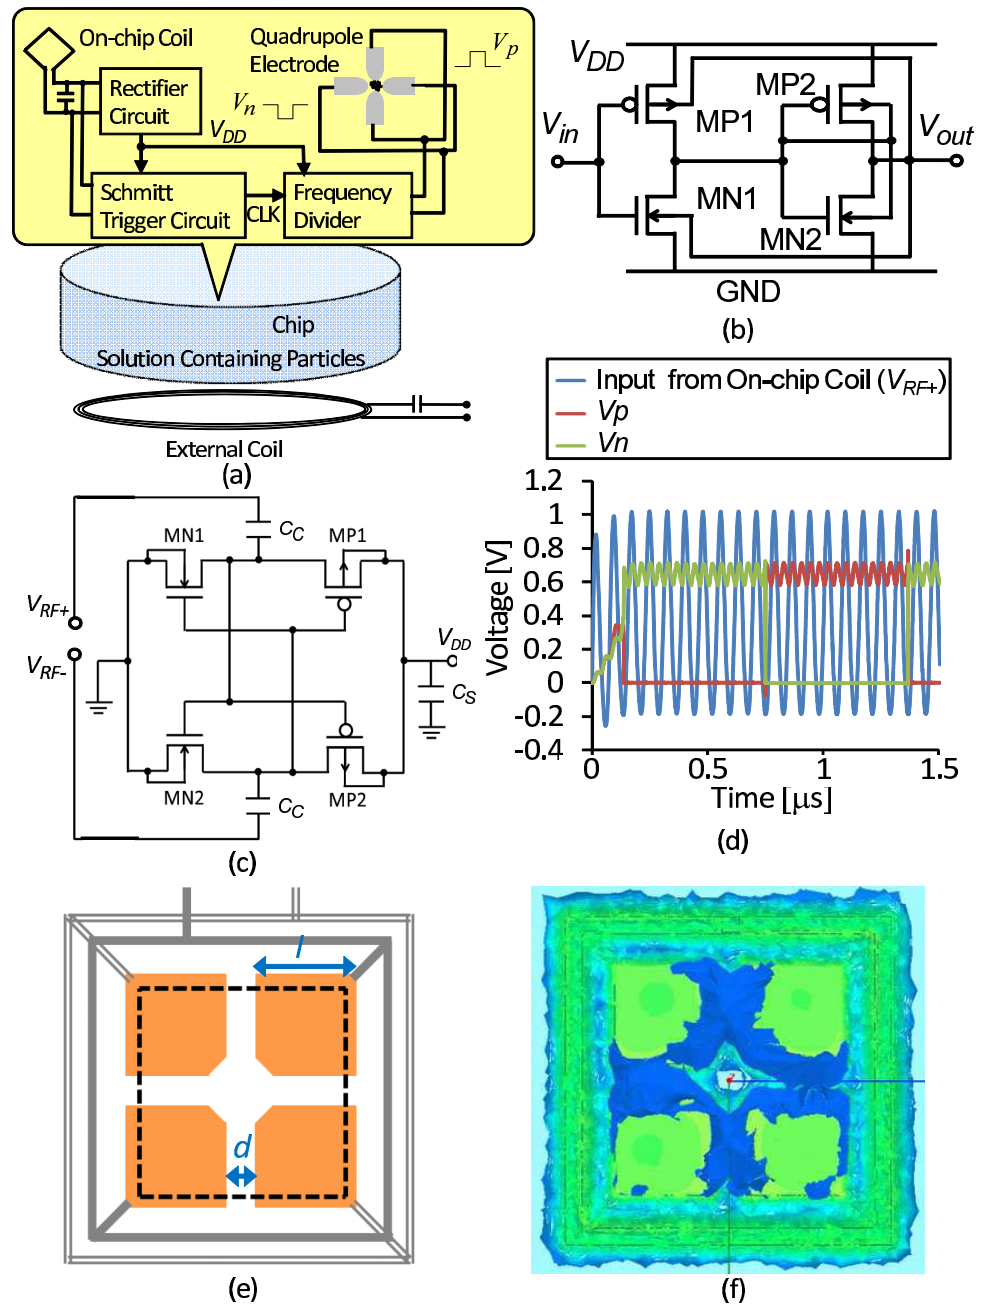 On-chip Coil
Rectifier
Circuit
Quadrupole
Electrode
Vp
Vn
VDD
Schmitt
Trigger Circuit
CLK
Frequency
Divider
Chip
Solution Containing Particles
External Coil
(a)
VDD
MP2
MP1
Vin
Vout
MN1
MN2
GND
(b)
Input from On-chip Coil (VRF+)
Vp
Vn
MN1
CC
MP1
VRF+
VRF-
VDD
CS
MN2
CC
MP2
(c)
1.2
1
0.8
0.6
0.4
0.2
0
-0.2
-0.4
Voltage [V]
0
0.5
1
1.5
Time [μs]
(d)
l
d
(e)
(f)